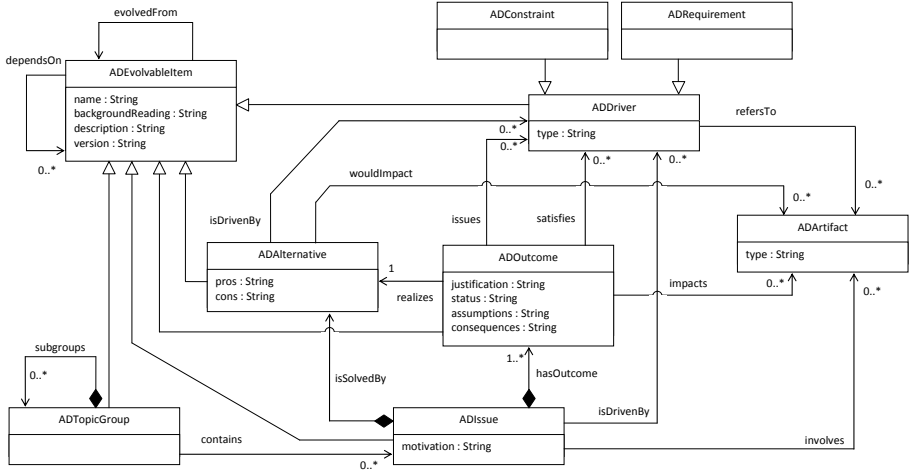 evolvedFrom
ADConstraint
ADRequirement
dependsOn
ADEvolvableItem
name : String
backgroundReading : String
description : String
version : String
0..*
ADDriver
type : String
refersTo
0..*
0..*
0..*
0..*
wouldImpact
isDrivenBy
issues
satisfies
0..*
0..*
ADArtifact
type : String
ADAlternative
pros : String
cons : String
1
realizes
ADOutcome
justification : String
status : String
assumptions : String
consequences : String
impacts
0..*
0..*
subgroups
0..*
isSolvedBy
1..*
hasOutcome
isDrivenBy
ADTopicGroup
contains
0..*
ADIssue
motivation : String
involves